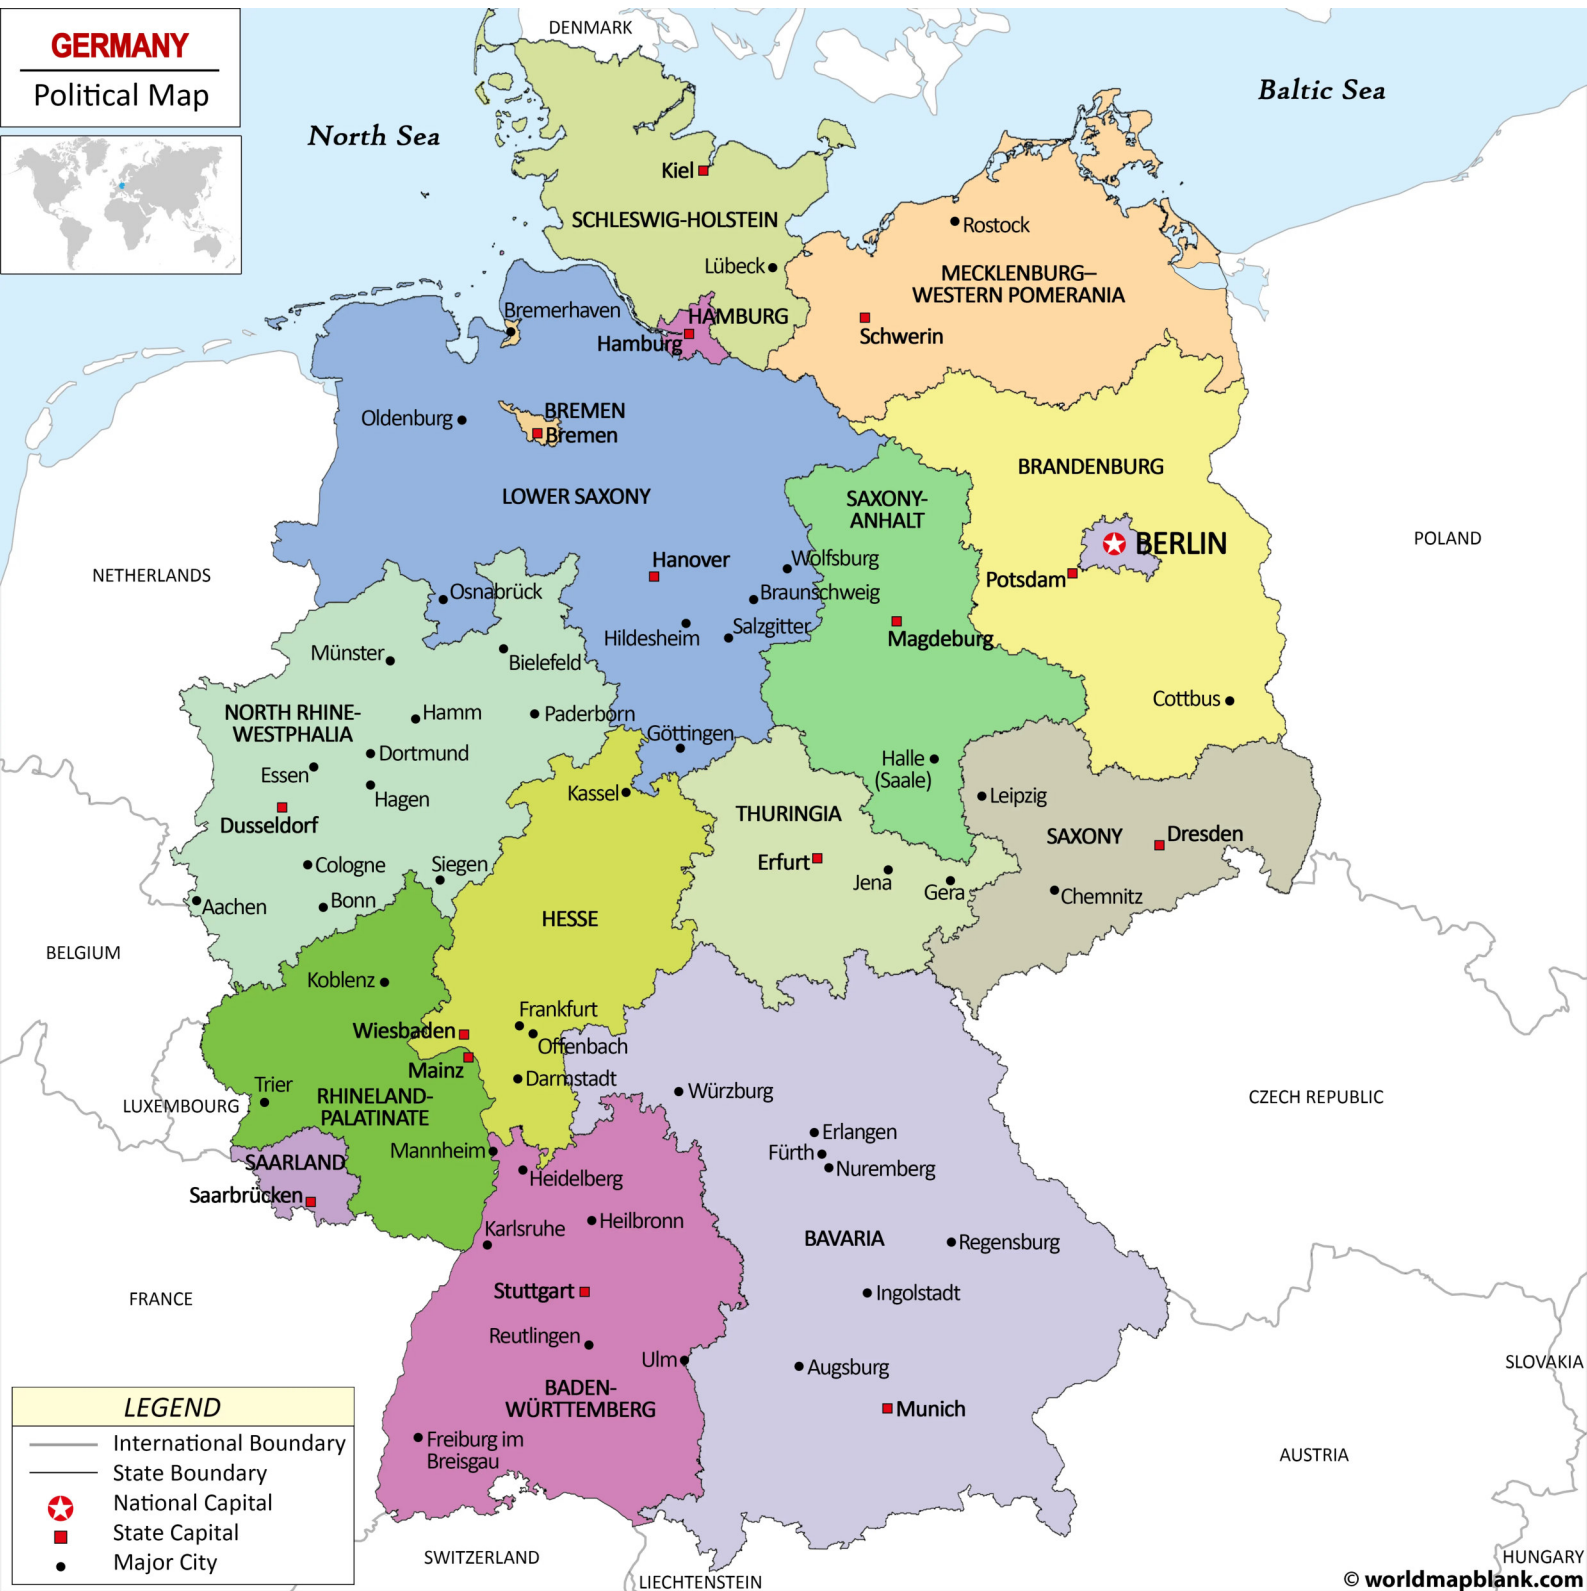 GERMANY
Political Map
DENMARK
North Sea
Baltic Sea
Kiel
SCHLESWIG-HOLSTEIN
Lübeck
Rostock
MECKLENBURG–
WESTERN POMERANIA
Schwerin
Bremerhaven
HAMBURG
Hamburg
Oldenburg
BREMEN
Bremen
LOWER SAXONY
BRANDENBURG
SAXONY-
ANHALT
BERLIN
Potsdam
POLAND
NETHERLANDS
Hanover
Wolfsburg
Osnabrück
Braunschweig
Hildesheim
Salzgitter
Magdeburg
Münster
Bielefeld
Cottbus
NORTH RHINE-
WESTPHALIA
Hamm
Paderborn
Göttingen
Dortmund
Essen
Hagen
Halle
(Saale)
Kassel
Leipzig
Dusseldorf
THURINGIA
SAXONY
Dresden
Cologne
Siegen
Erfurt
Jena
Gera
Chemnitz
Aachen
Bonn
HESSE
BELGIUM
Koblenz
Frankfurt
Wiesbaden
Offenbach
Mainz
Darmstadt
Trier
LUXEMBOURG
RHINELAND-
PALATINATE
Würzburg
CZECH REPUBLIC
Erlangen
Fürth
Nuremberg
Mannheim
SAARLAND
Heidelberg
Saarbrücken
Karlsruhe
Heilbronn
BAVARIA
Regensburg
FRANCE
Stuttgart
Ingolstadt
Reutlingen
Ulm
Augsburg
SLOVAKIA
BADEN-
WÜRTTEMBERG
Munich
Freiburg im
Breisgau
AUSTRIA
LEGEND
International Boundary
State Boundary
National Capital
State Capital
Major City
SWITZERLAND
LIECHTENSTEIN
HUNGARY
© worldmapblank.com